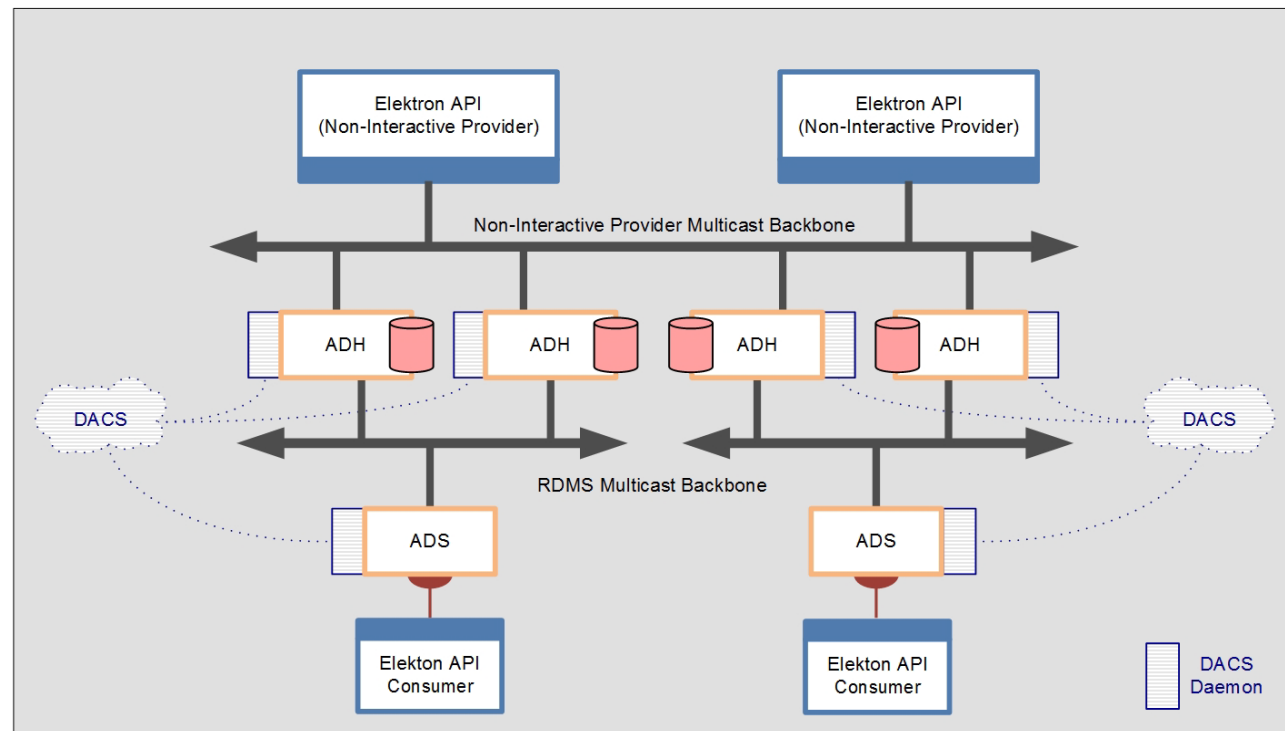 Elektron API
(Non-Interactive Provider)
Elektron API
(Non-Interactive Provider)
Non-Interactive Provider Multicast Backbone
ADH
ADH
ADH
ADH
DACS
DACS
RDMS Multicast Backbone
ADS
ADS
Elekton API
Consumer
Elekton API
Consumer
DACS
Daemon